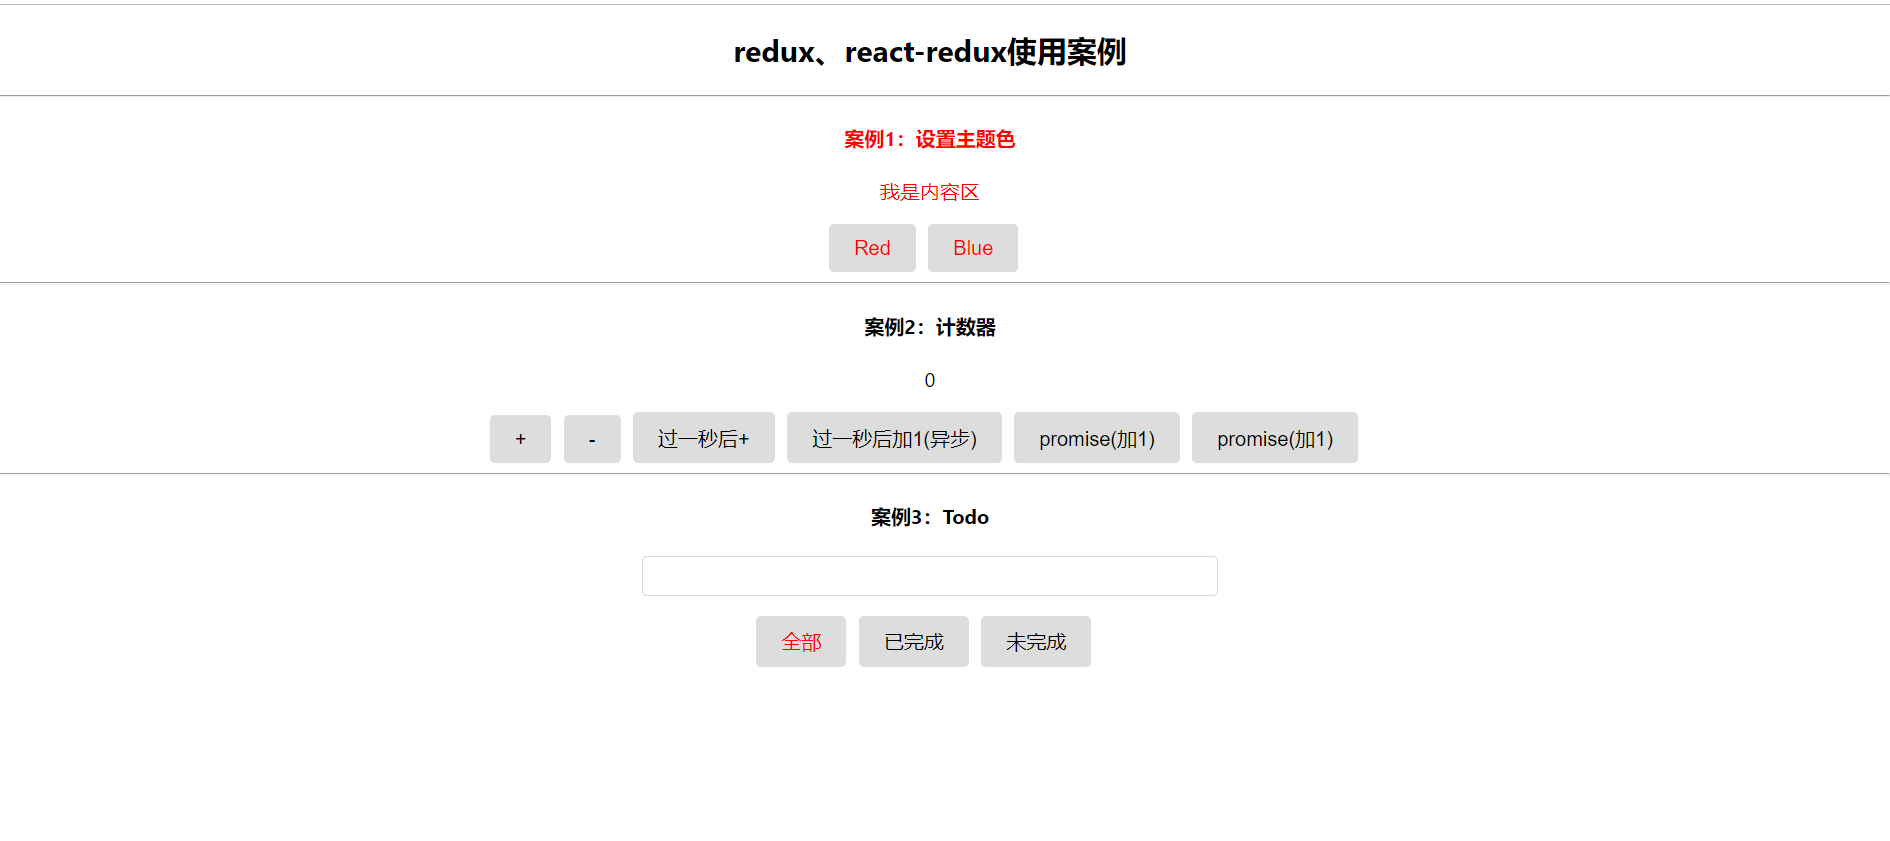 redux、react-redux使用案例
案例1：设置主题色
我是内容区
Red Blue
案例2：计数器
0
+ - 过一秒后+ 过一秒后加1(异步) promise(加1) promise(加1)
案例3：Todo
全部 已完成 未完成